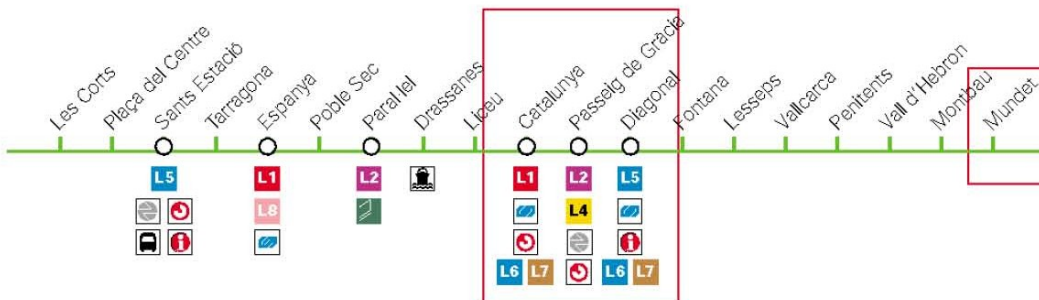 Les Corts
Plaça del Centre
Sants Estació
Tarragona
Espanya
Poble Sec
Paral·lel
Drassanes
Liceu
Catalunya
Passeig de Gràcia
Diagonal
Fontana
Lesseps
Vallcarca
Penitents
Vall d'Hebron
Montbau
Mundet
L5
L1
L8
L2
L1
L6 L7
L2
L4
L5
L6 L7